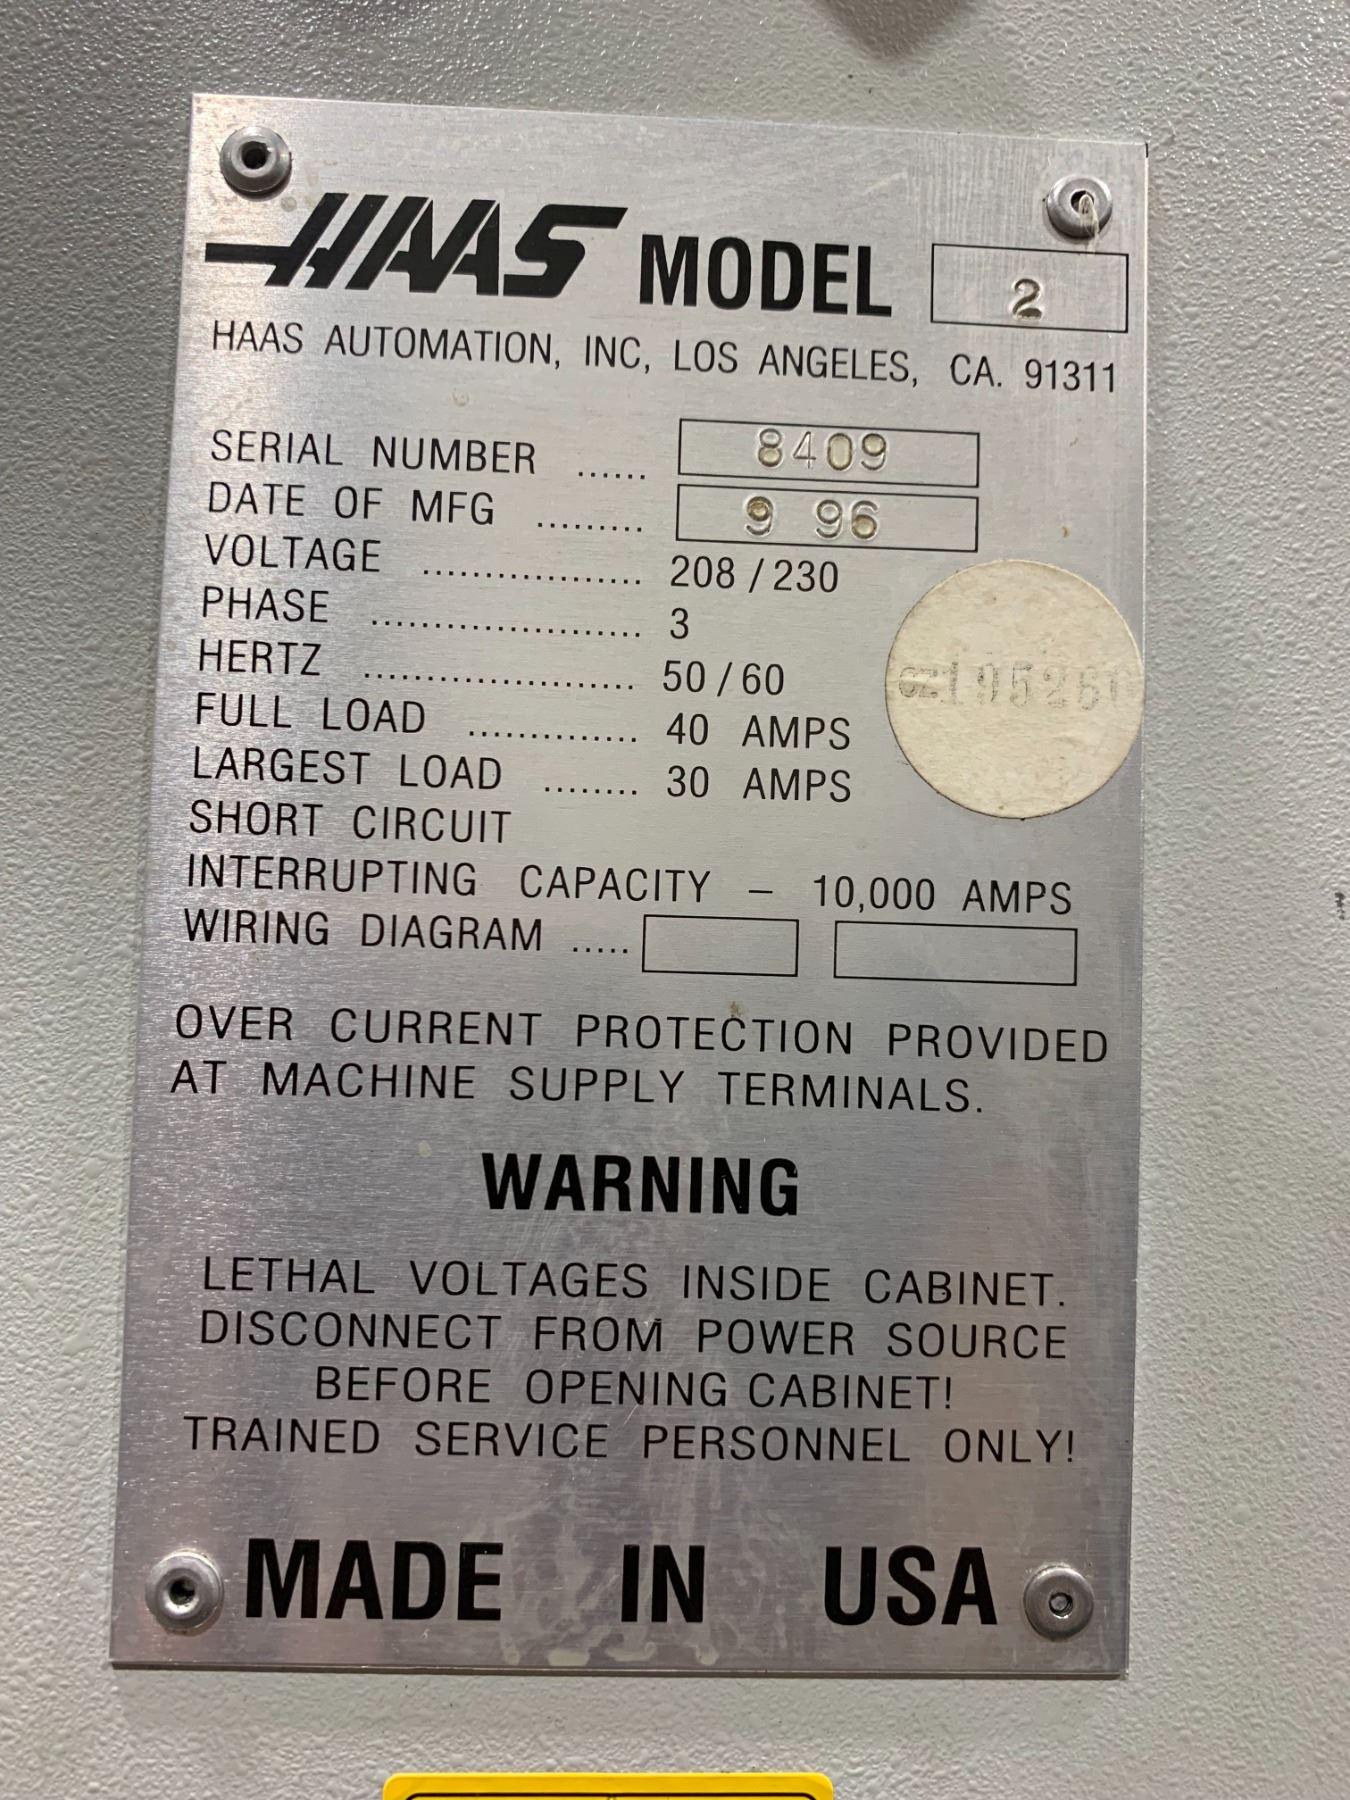 HAAS MODEL 2
HAAS AUTOMATION, INC, LOS ANGELES, CA. 91311
SERIAL NUMBER ...... 8409
DATE OF MFG ......... 9 96
VOLTAGE .................. 208 / 230
PHASE ...................... 3
HERTZ ...................... 50 / 60
FULL LOAD .............. 40 AMPS
LARGEST LOAD ........ 30 AMPS
SHORT CIRCUIT
INTERRUPTING CAPACITY – 10,000 AMPS
WIRING DIAGRAM .....
OVER CURRENT PROTECTION PROVIDED
AT MACHINE SUPPLY TERMINALS.
WARNING
LETHAL VOLTAGES INSIDE CABINET.
DISCONNECT FROM POWER SOURCE
BEFORE OPENING CABINET!
TRAINED SERVICE PERSONNEL ONLY!
MADE IN USA